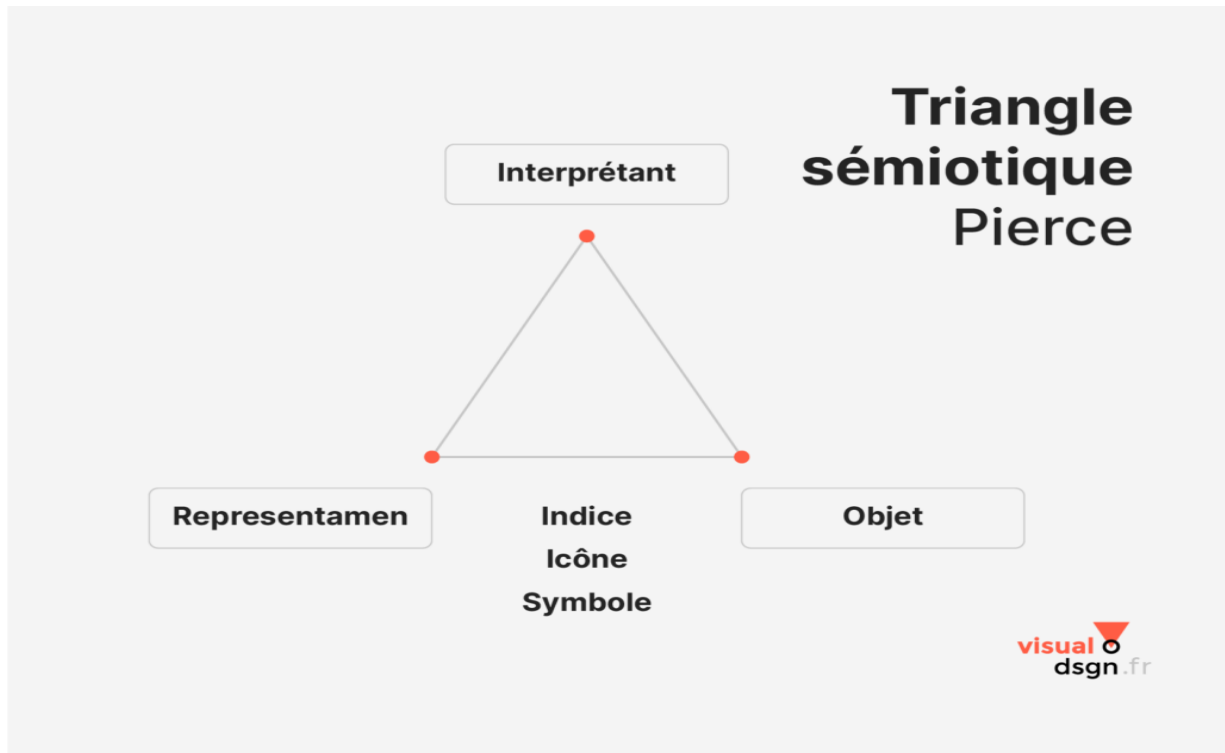 Triangle
sémiotique
Pierce
Interprétant
Representamen
Indice
Icône
Symbole
Objet
visual
dsgn.fr